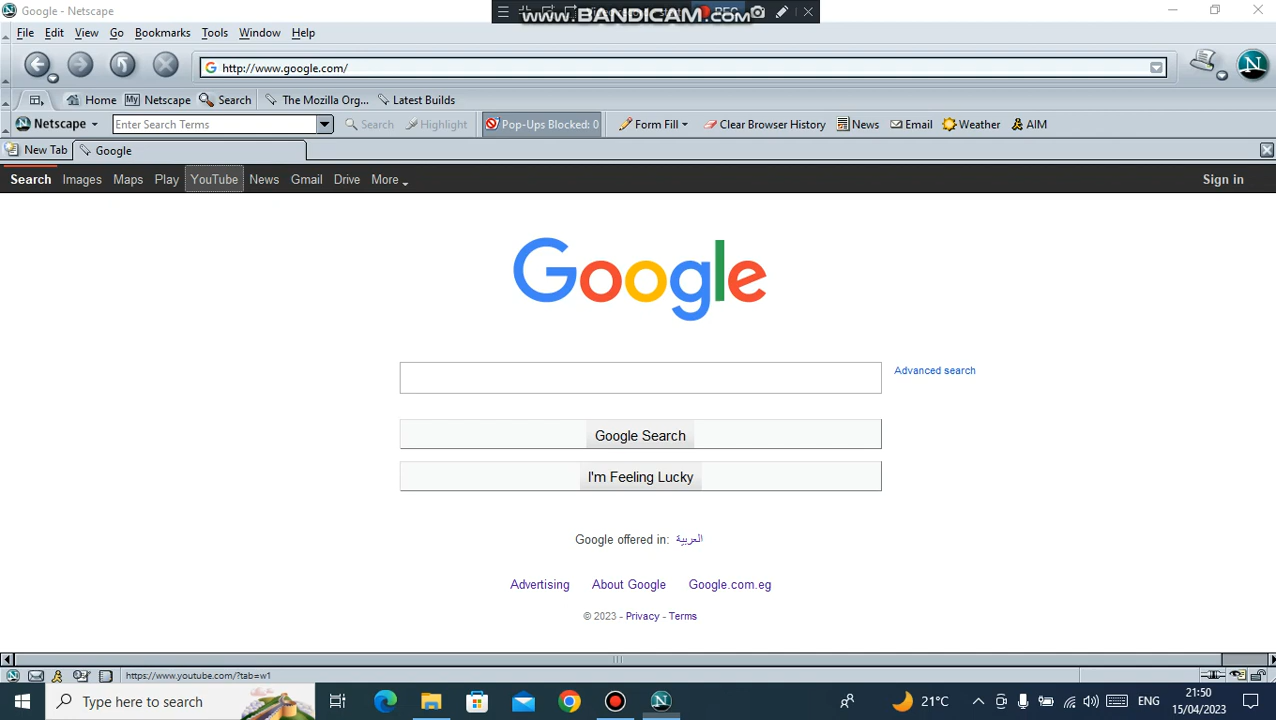 Google - Netscape
www.BANDICAM.com
REC
File Edit View Go Bookmarks Tools Window Help
http://www.google.com/
Home My Netscape Search The Mozilla Org... Latest Builds
Netscape Enter Search Terms Search Highlight Pop-Ups Blocked: 0 Form Fill Clear Browser History News Email Weather AIM
New Tab Google
Search Images Maps Play YouTube News Gmail Drive More Sign in
Google
Advanced search
Google Search
I'm Feeling Lucky
Google offered in: العربية
Advertising About Google Google.com.eg
© 2023 - Privacy - Terms
https://www.youtube.com/?tab=w1
Type here to search
21°C
ENG
21:50
15/04/2023